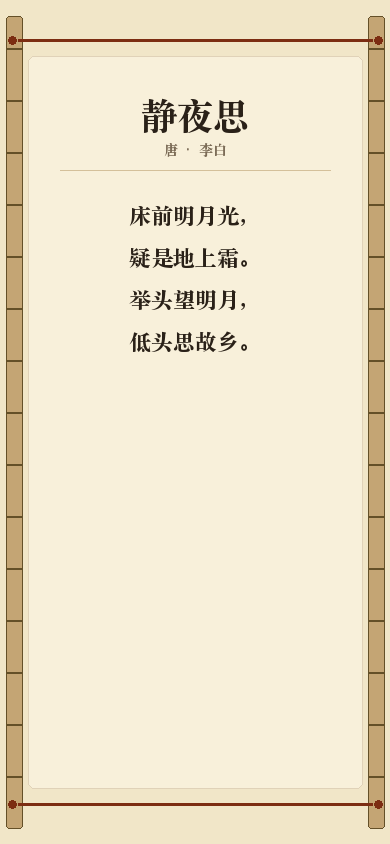 静夜思
唐 · 李白
床前明月光，
疑是地上霜。
举头望明月，
低头思故乡。